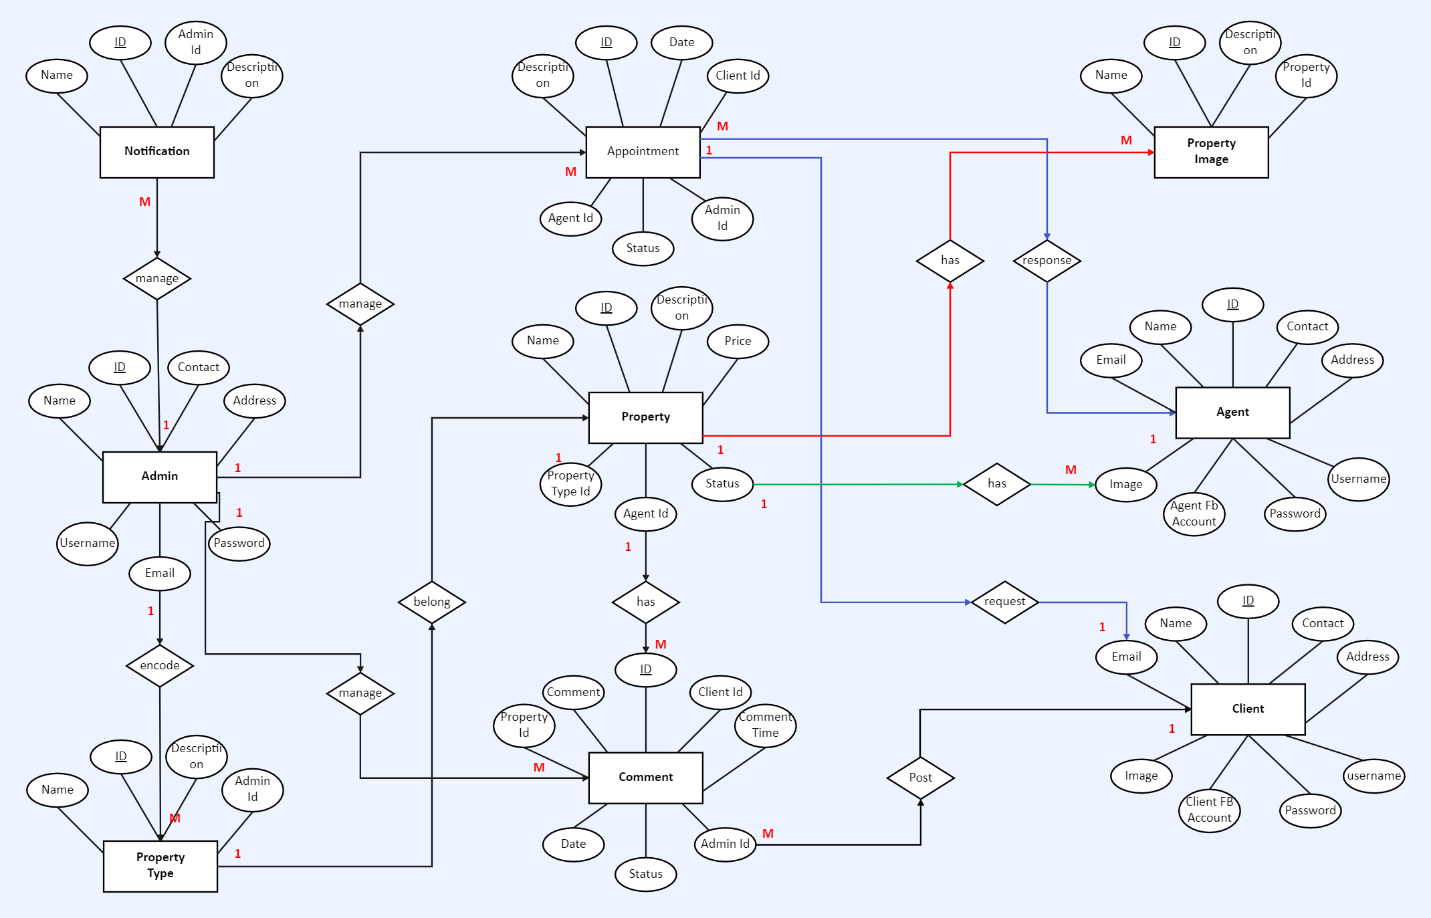 ID
Admin
Id
Name
Descripti
on
Notification
M
manage
ID
Contact
Name
Address
1
1
Admin
1
Username
Password
Email
1
encode
ID
Descripti
on
Name
Admin
Id
M
Property
Type
1
manage
belong
manage
ID
Date
Descripti
on
Client Id
M
Appointment
1
M
Agent Id
Admin
Id
Status
ID
Descripti
on
Name
Price
Property
1
1
Property
Type Id
Status
1
Agent Id
1
has
M
ID
Comment
Client Id
Property
Id
Comment
Time
M
Comment
M
Date
Admin Id
Status
has
response
has
M
request
Post
ID
Descripti
on
Name
Property
Id
M
Property
Image
ID
Name
Contact
Email
Address
Agent
1
Image
Username
Agent Fb
Account
Password
ID
Name
Contact
1
Email
Address
Client
1
Image
username
Client FB
Account
Password